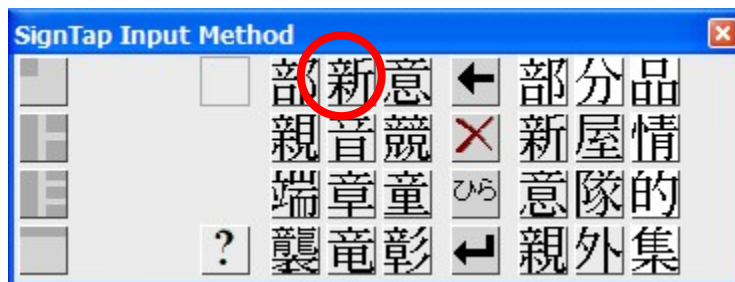 SignTap Input Method
部新意 部分品
親音競 新屋情
端章童 ひら 意隊的
? 襲竜彰 親外集